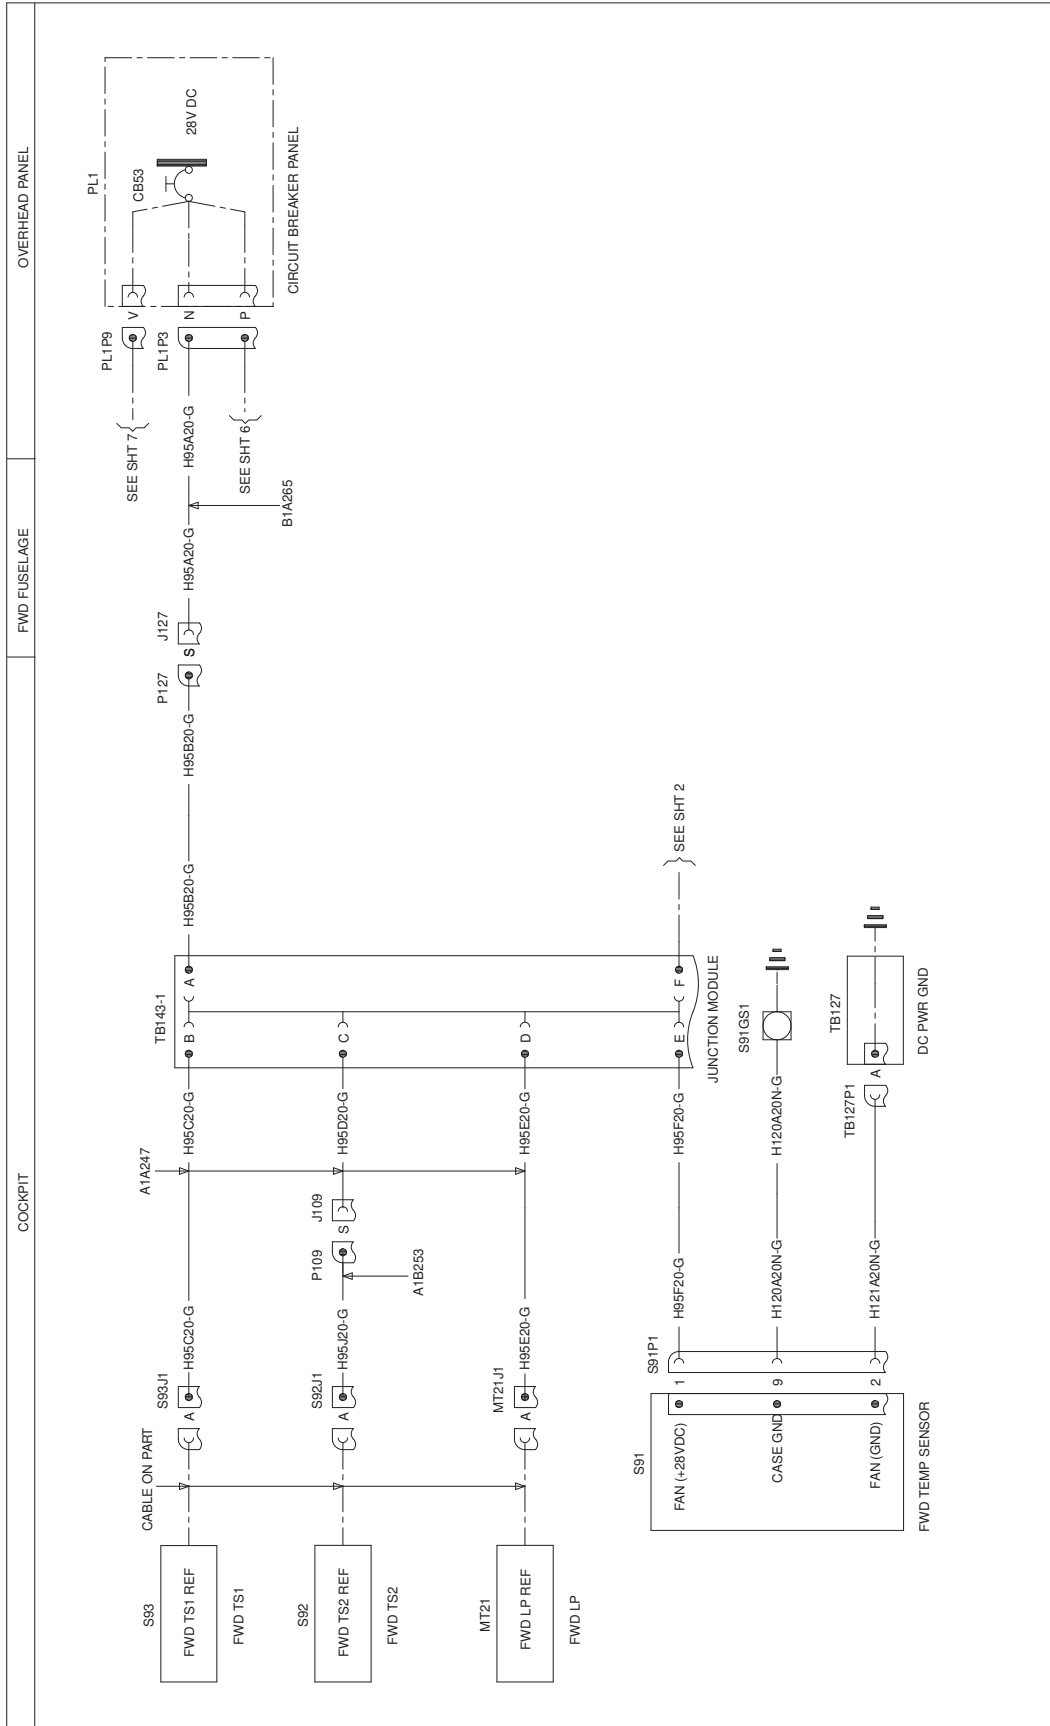 COCKPIT
FWD FUSELAGE
OVERHEAD PANEL
PL1
CB53
28V DC
CIRCUIT BREAKER PANEL
PL1P9
V
SEE SHT 7
PL1P3
N
P
H95A20-G
SEE SHT 6
B1A265
H95A20-G
J127
S
P127
H95B20-G
H95B20-G
TB143-1
A
B
C
D
E
F
JUNCTION MODULE
SEE SHT 2
A1A247
H95C20-G
H95D20-G
H95E20-G
H95F20-G
J109
S
P109
A1B253
H95C20-G
H95J20-G
H95E20-G
H95F20-G
S93J1
A
S92J1
A
MT21J1
A
CABLE ON PART
S93
FWD TS1 REF
FWD TS1
S92
FWD TS2 REF
FWD TS2
MT21
FWD LP REF
FWD LP
S91
FAN (+28VDC)
CASE GND
FAN (GND)
FWD TEMP SENSOR
S91P1
1
9
2
H120A20N-G
H120A20N-G
S91GS1
H121A20N-G
TB127P1
A
TB127
DC PWR GND